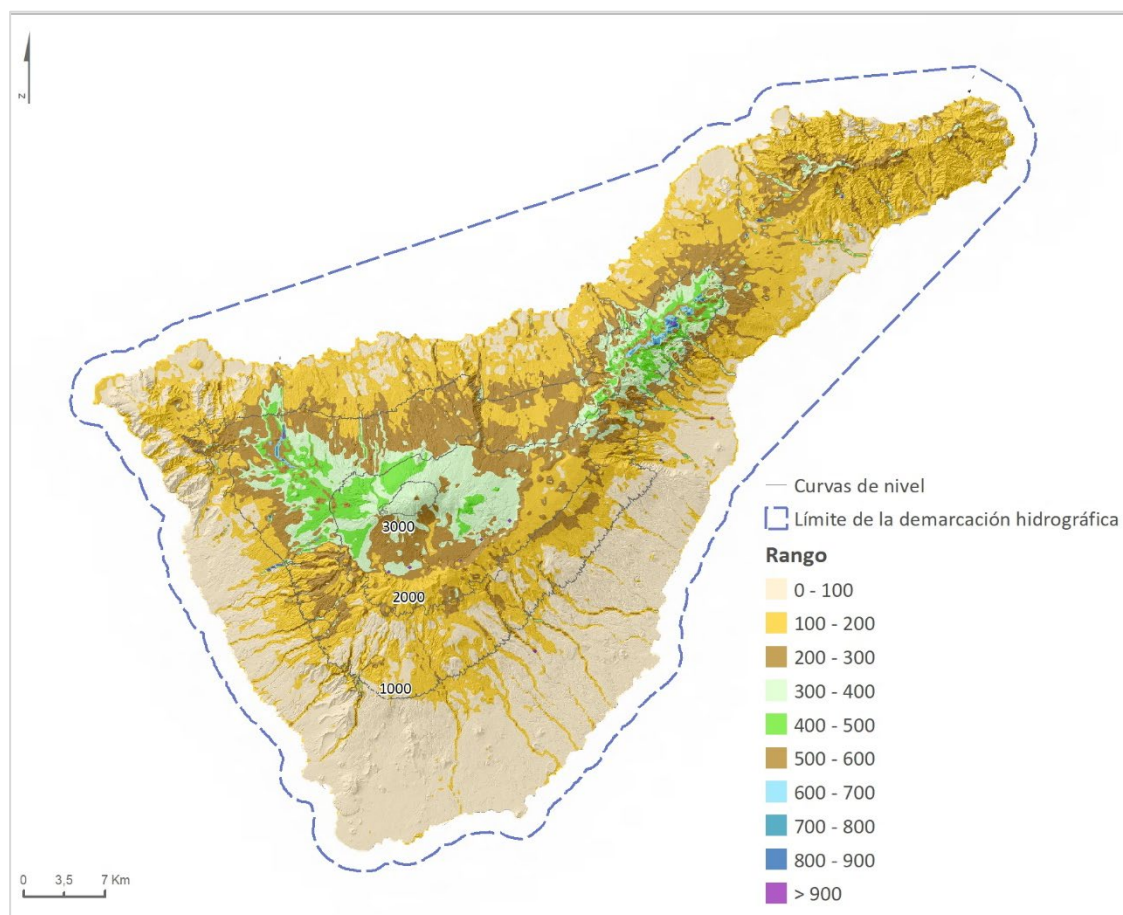 N
3000
2000
1000
Curvas de nivel
Límite de la demarcación hidrográfica
Rango
0 - 100
100 - 200
200 - 300
300 - 400
400 - 500
500 - 600
600 - 700
700 - 800
800 - 900
> 900
0 3,5 7 Km